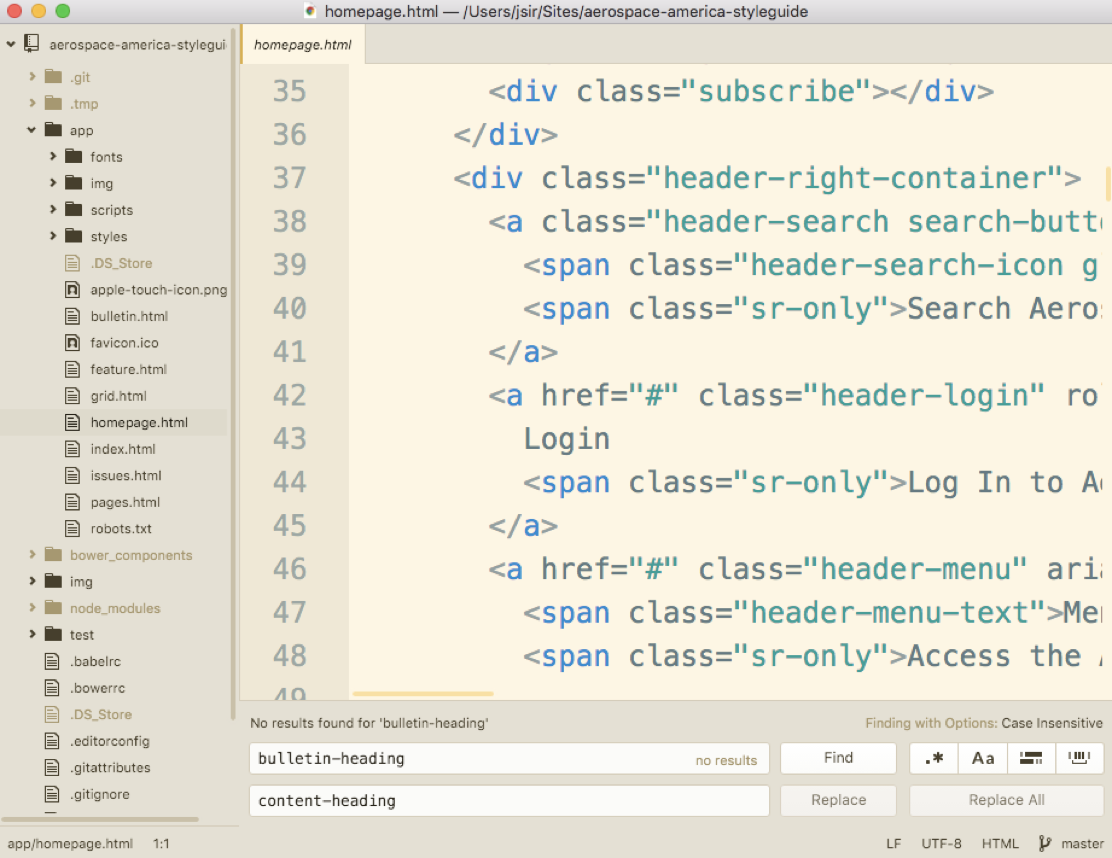 homepage.html — /Users/jsir/Sites/aerospace-america-styleguide
aerospace-america-stylegui
.git
.tmp
app
fonts
img
scripts
styles
.DS_Store
apple-touch-icon.png
bulletin.html
favicon.ico
feature.html
grid.html
homepage.html
index.html
issues.html
pages.html
robots.txt
bower_components
img
node_modules
test
.babelrc
.bowerrc
.DS_Store
.editorconfig
.gitattributes
.gitignore
homepage.html
35 <div class="subscribe"></div>
36 </div>
37 <div class="header-right-container">
38 <a class="header-search search-butt
39 <span class="header-search-icon g
40 <span class="sr-only">Search Aeros
41 </a>
42 <a href="#" class="header-login" ro
43 Login
44 <span class="sr-only">Log In to A
45 </a>
46 <a href="#" class="header-menu" aria
47 <span class="header-menu-text">Men
48 <span class="sr-only">Access the A
49
No results found for 'bulletin-heading'
Finding with Options: Case Insensitive
bulletin-heading no results Find .* Aa
content-heading Replace Replace All
app/homepage.html 1:1 LF UTF-8 HTML master